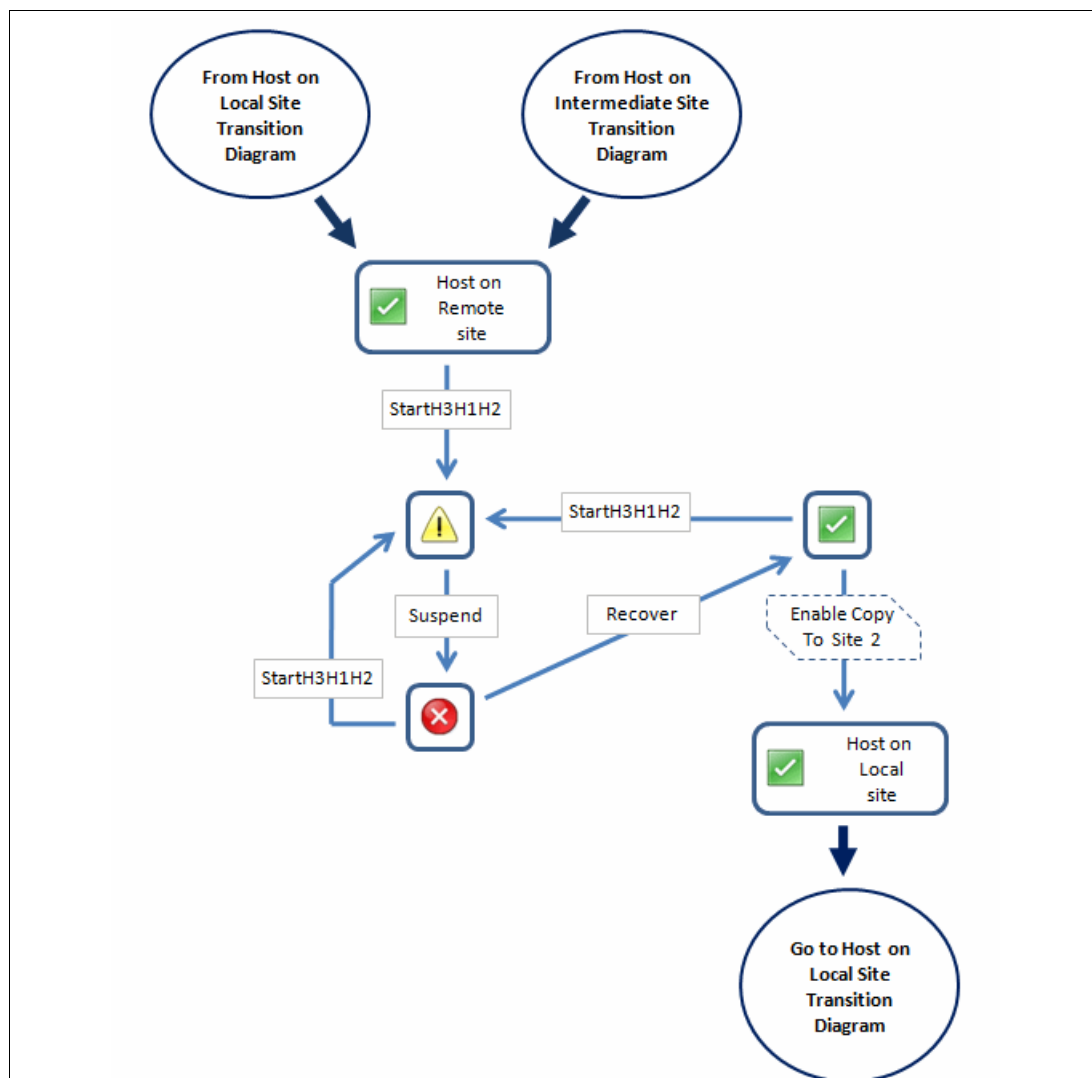 From Host on
Local Site
Transition
Diagram
From Host on
Intermediate Site
Transition
Diagram
Host on
Remote
site
StartH3H1H2
StartH3H1H2
Suspend
Recover
Enable Copy
To Site 2
StartH3H1H2
Host on
Local
site
Go to Host on
Local Site
Transition
Diagram